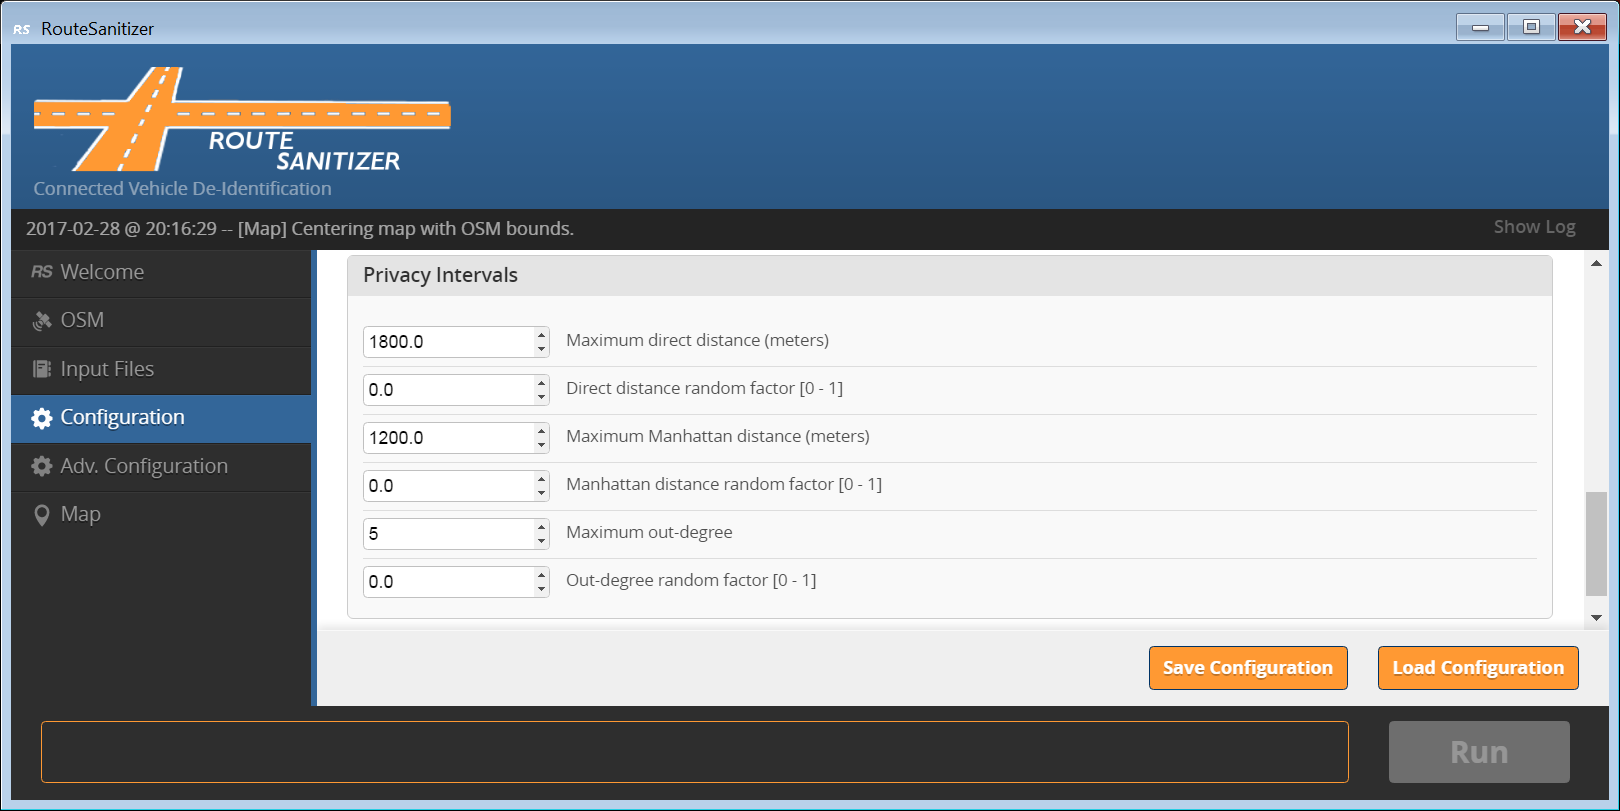 RS RouteSanitizer
ROUTE
SANITIZER
Connected Vehicle De-Identification
2017-02-28 @ 20:16:29 -- [Map] Centering map with OSM bounds.
Show Log
RS Welcome
OSM
Input Files
Configuration
Adv. Configuration
Map
Privacy Intervals
1800.0 Maximum direct distance (meters)
0.0 Direct distance random factor [0 - 1]
1200.0 Maximum Manhattan distance (meters)
0.0 Manhattan distance random factor [0 - 1]
5 Maximum out-degree
0.0 Out-degree random factor [0 - 1]
Save Configuration
Load Configuration
Run